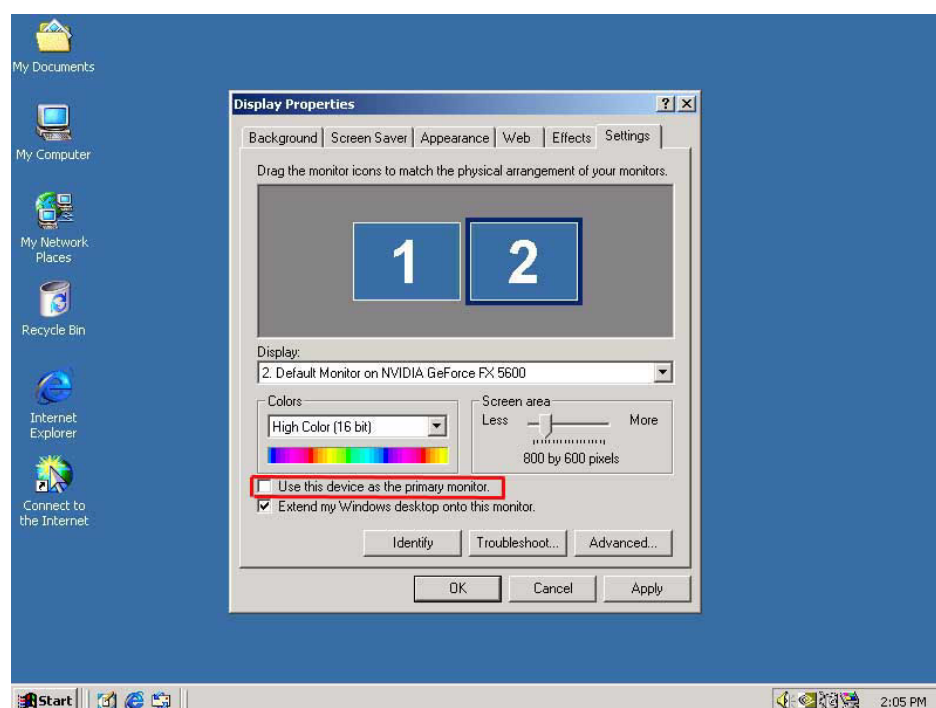 My Documents
My Computer
My Network
Places
Recycle Bin
Internet
Explorer
Connect to
the Internet
Display Properties
Background Screen Saver Appearance Web Effects Settings
Drag the monitor icons to match the physical arrangement of your monitors.
1 2
Display:
2. Default Monitor on NVIDIA GeForce FX 5600
Colors
High Color (16 bit)
Screen area
Less More
800 by 600 pixels
Use this device as the primary monitor.
Extend my Windows desktop onto this monitor.
Identify Troubleshoot... Advanced...
OK Cancel Apply
Start 2:05 PM